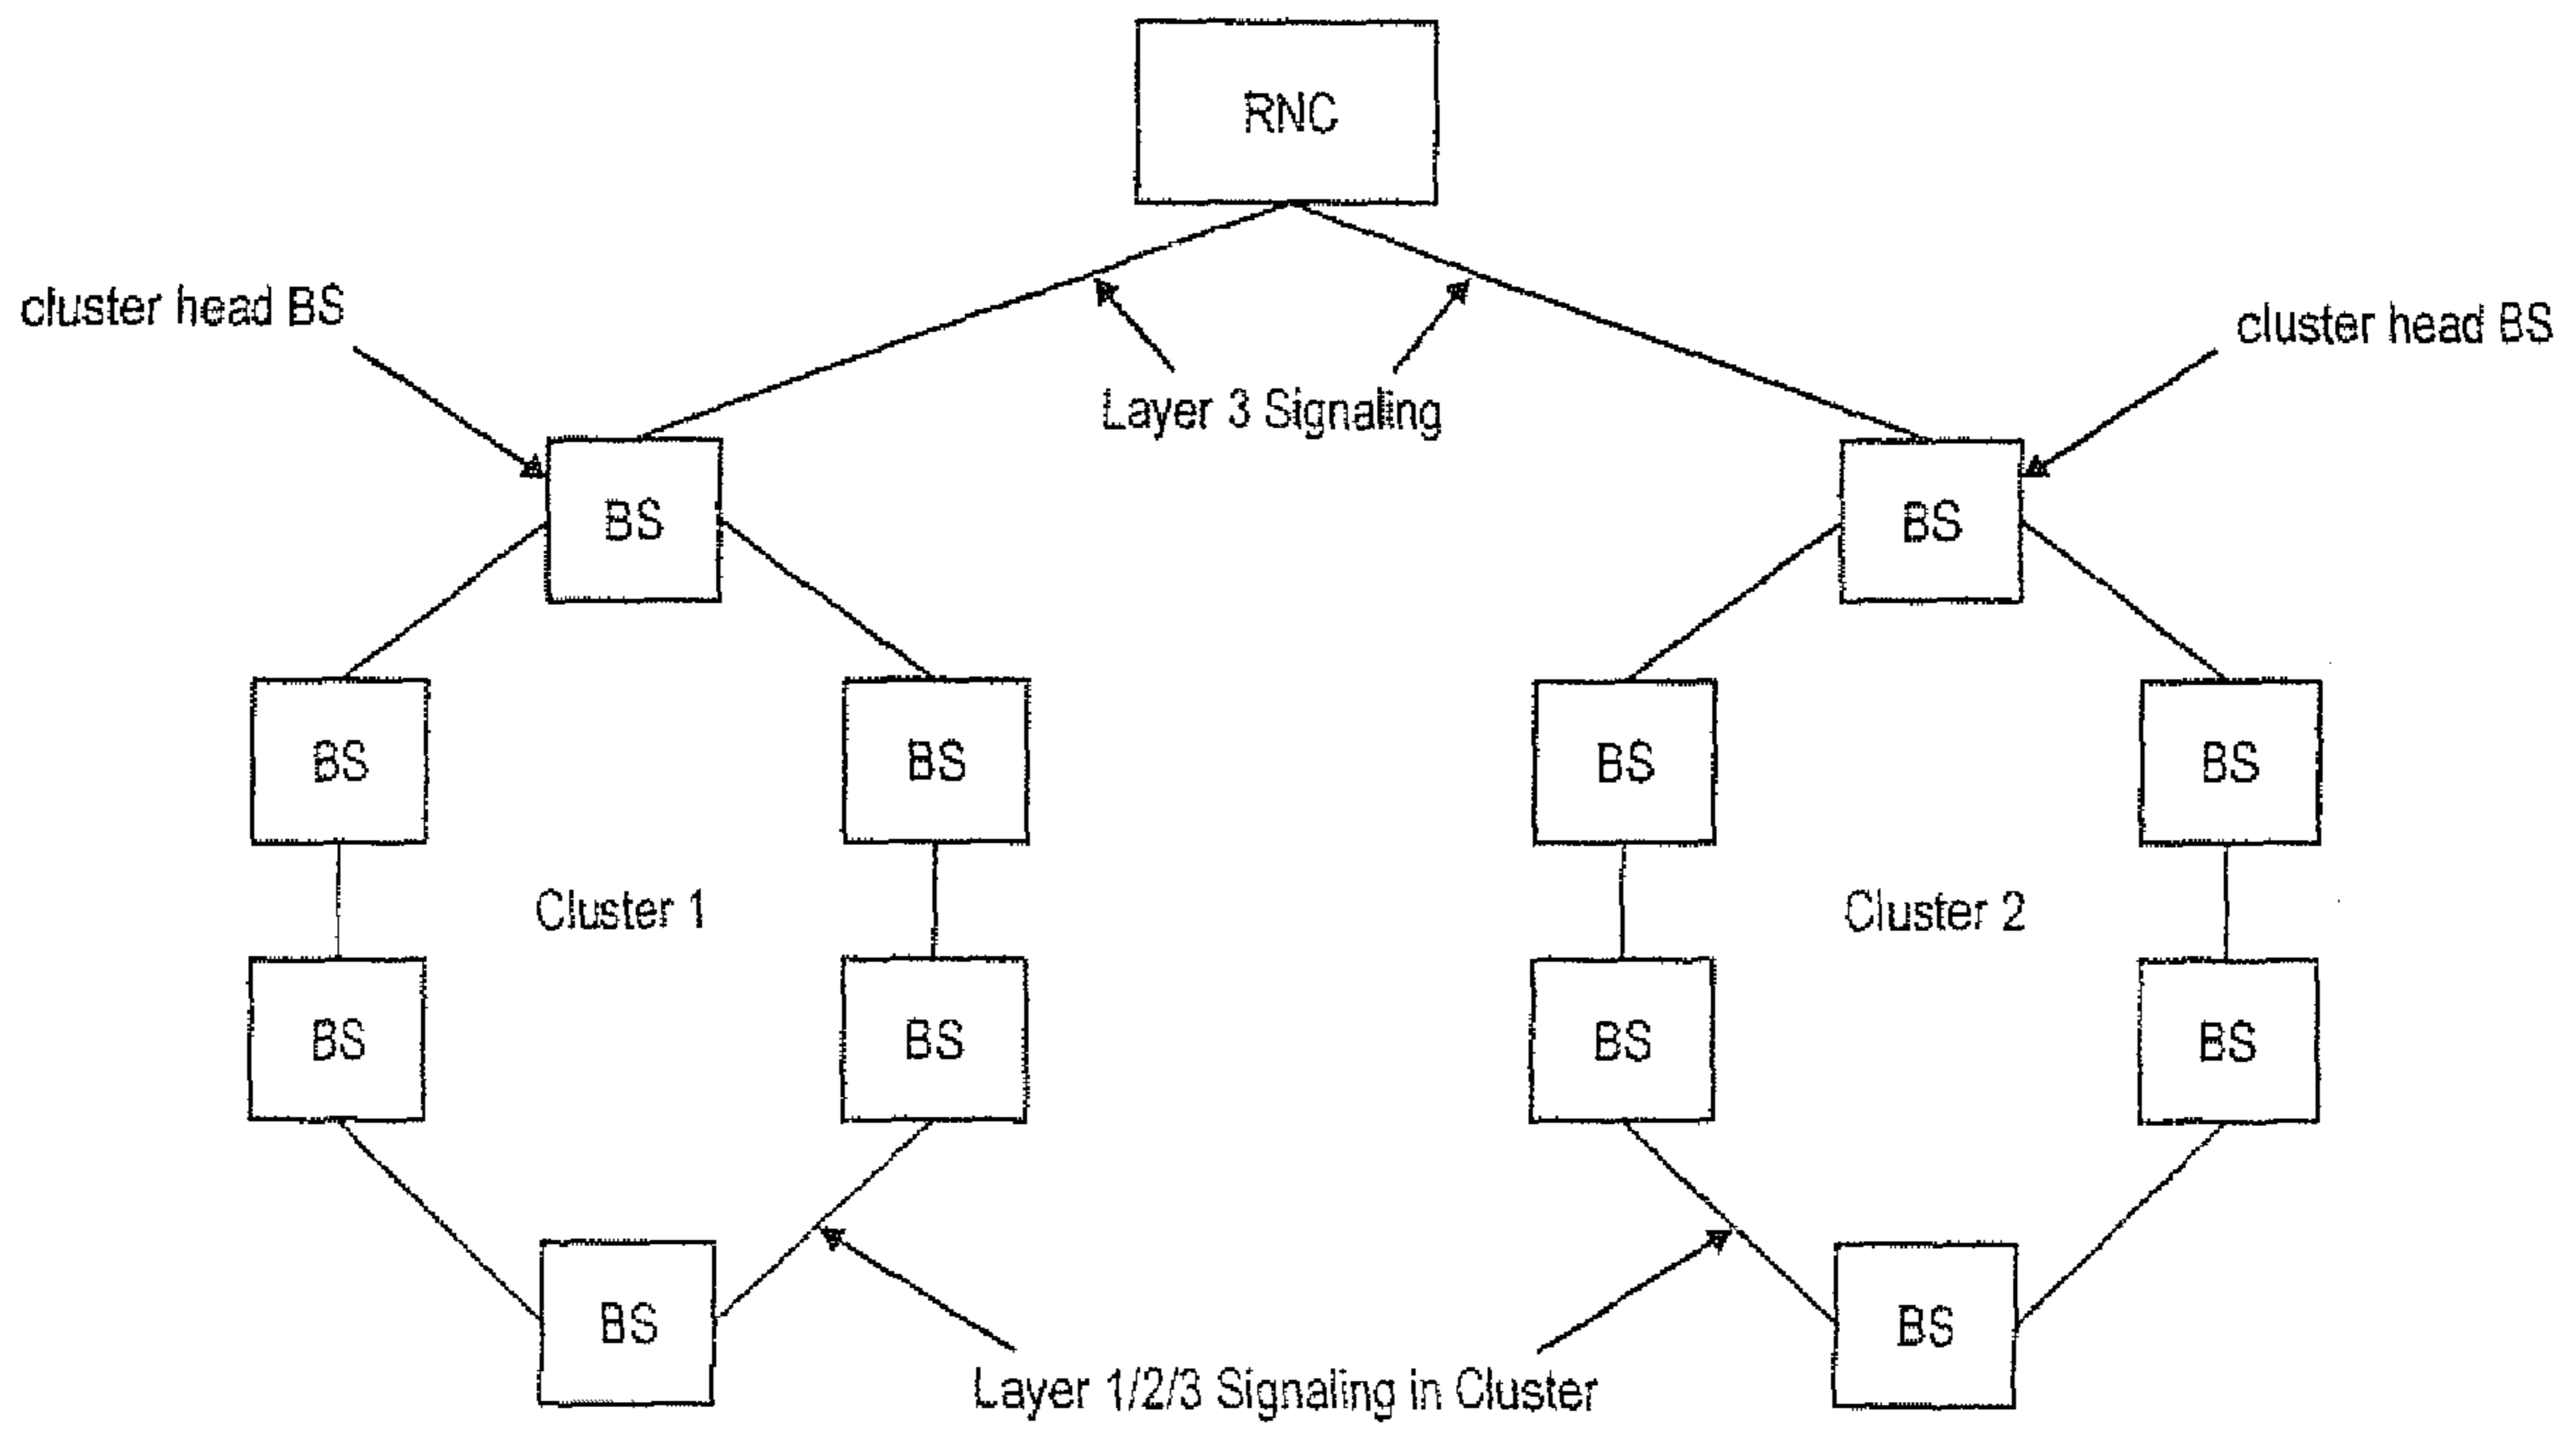 RNC
cluster head BS
cluster head BS
Layer 3 Signaling
BS
BS
BS
BS
BS
BS
Cluster 1
Cluster 2
BS
BS
BS
BS
BS
BS
Layer 1/2/3 Signaling in Cluster